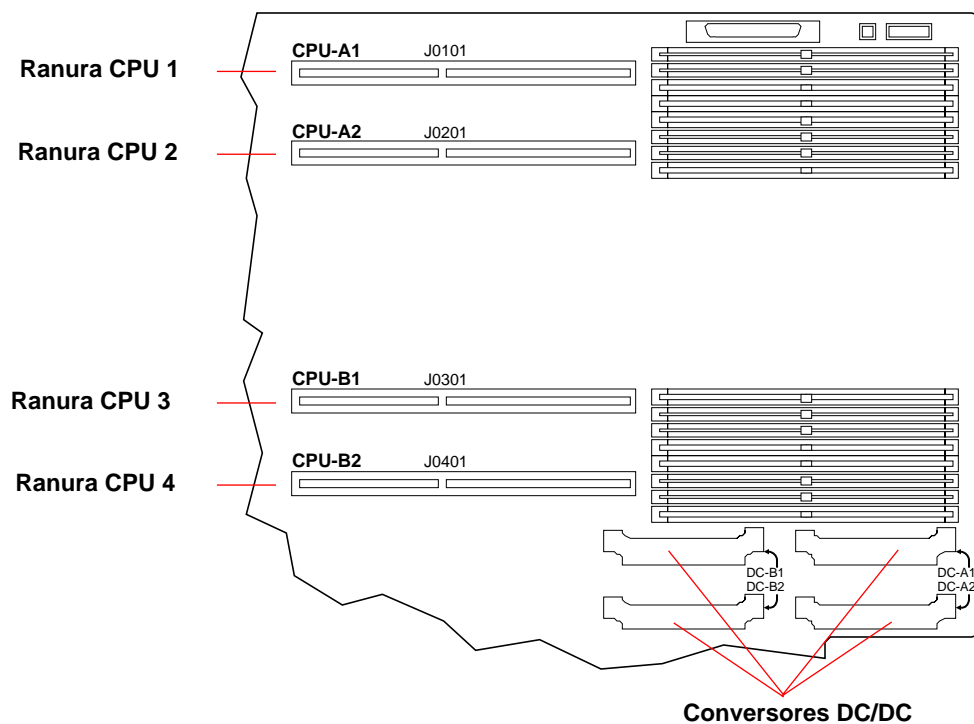 CPU-A1 J0101
Ranura CPU 1
CPU-A2 J0201
Ranura CPU 2
CPU-B1 J0301
Ranura CPU 3
CPU-B2 J0401
Ranura CPU 4
DC-B1
DC-B2
DC-A1
DC-A2
Conversores DC/DC